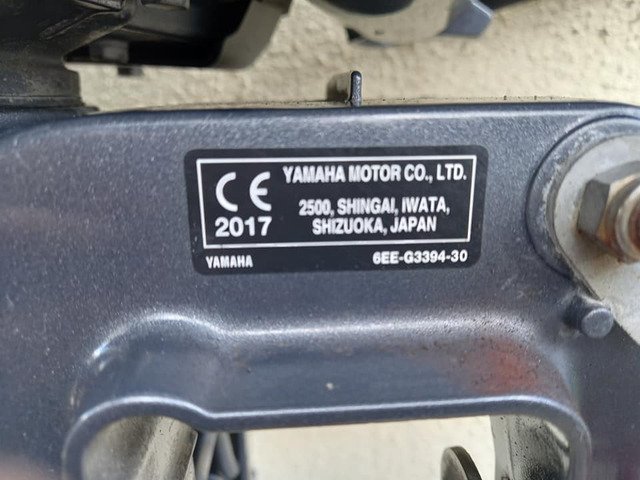 CE
2017
YAMAHA MOTOR CO., LTD.
2500, SHINGAI, IWATA,
SHIZUOKA, JAPAN
YAMAHA
6EE-G3394-30